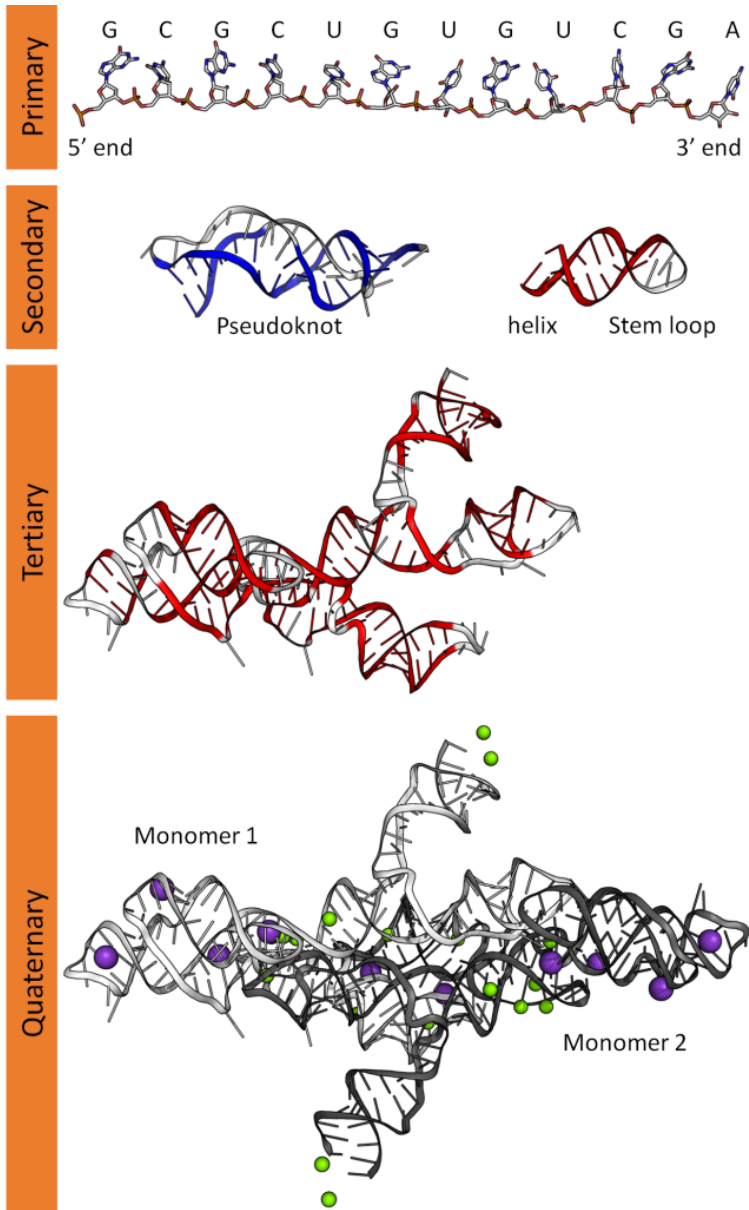 Primary
G C G C U G U G U C G A
5’ end 3’ end
Secondary
Pseudoknot
helix Stem loop
Tertiary
Quaternary
Monomer 1
Monomer 2